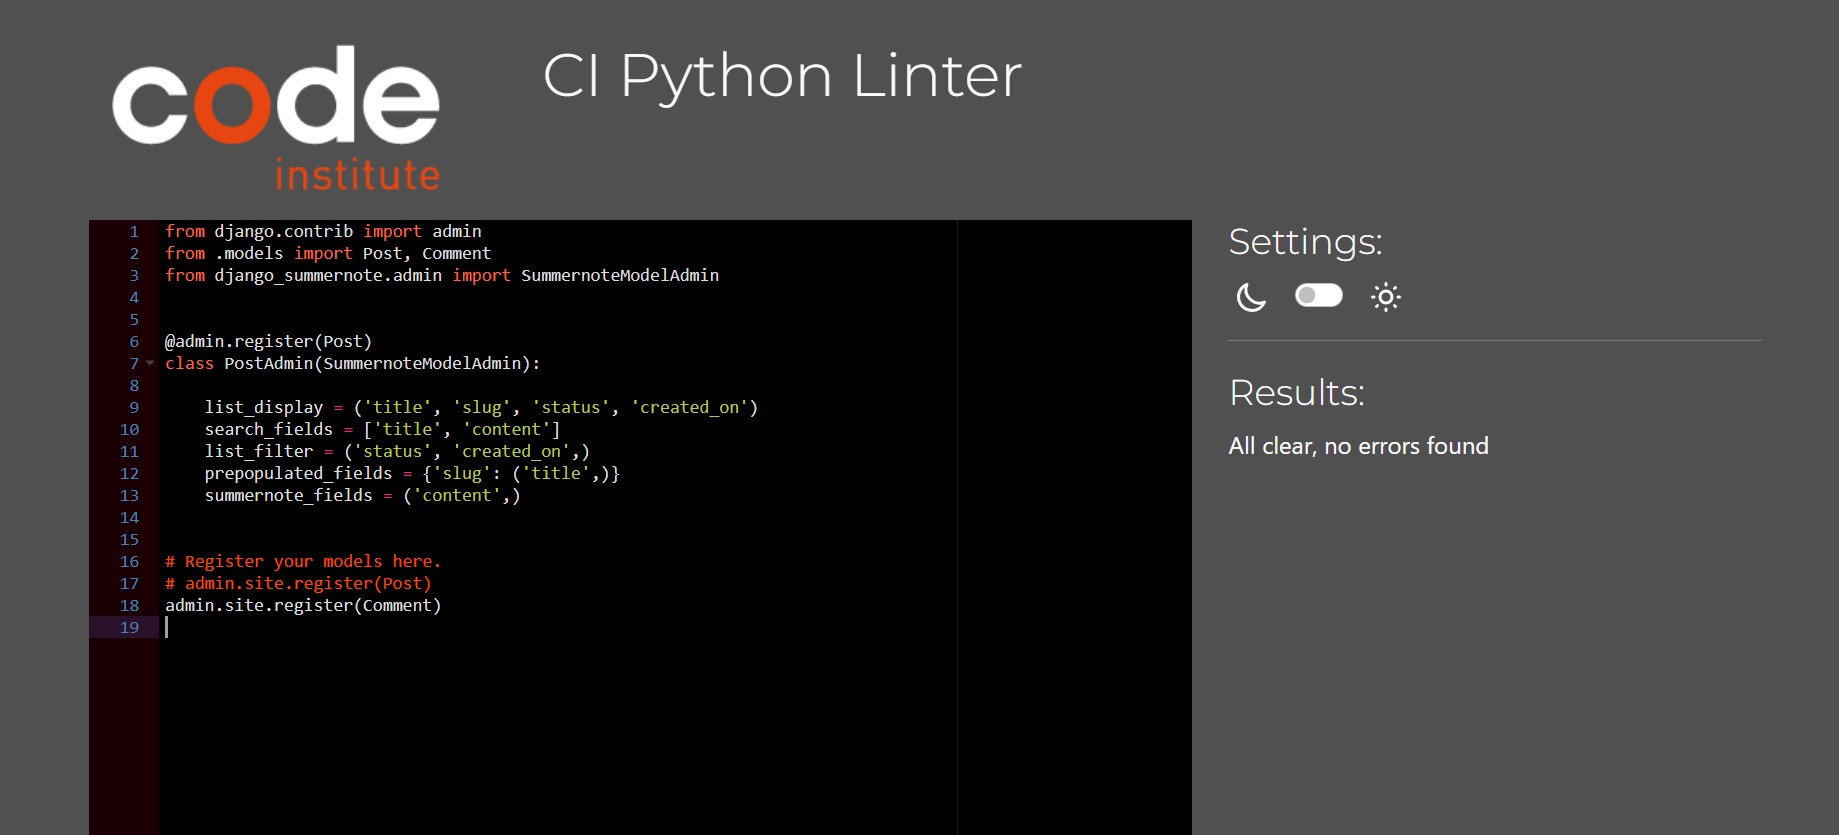 code
institute
CI Python Linter
1 from django.contrib import admin
2 from .models import Post, Comment
3 from django_summernote.admin import SummernoteModelAdmin
4
5
6 @admin.register(Post)
7 class PostAdmin(SummernoteModelAdmin):
8
9     list_display = ('title', 'slug', 'status', 'created_on')
10     search_fields = ['title', 'content']
11     list_filter = ('status', 'created_on',)
12     prepopulated_fields = {'slug': ('title',)}
13     summernote_fields = ('content',)
14
15
16 # Register your models here.
17 # admin.site.register(Post)
18 admin.site.register(Comment)
19
Settings:
Results:
All clear, no errors found